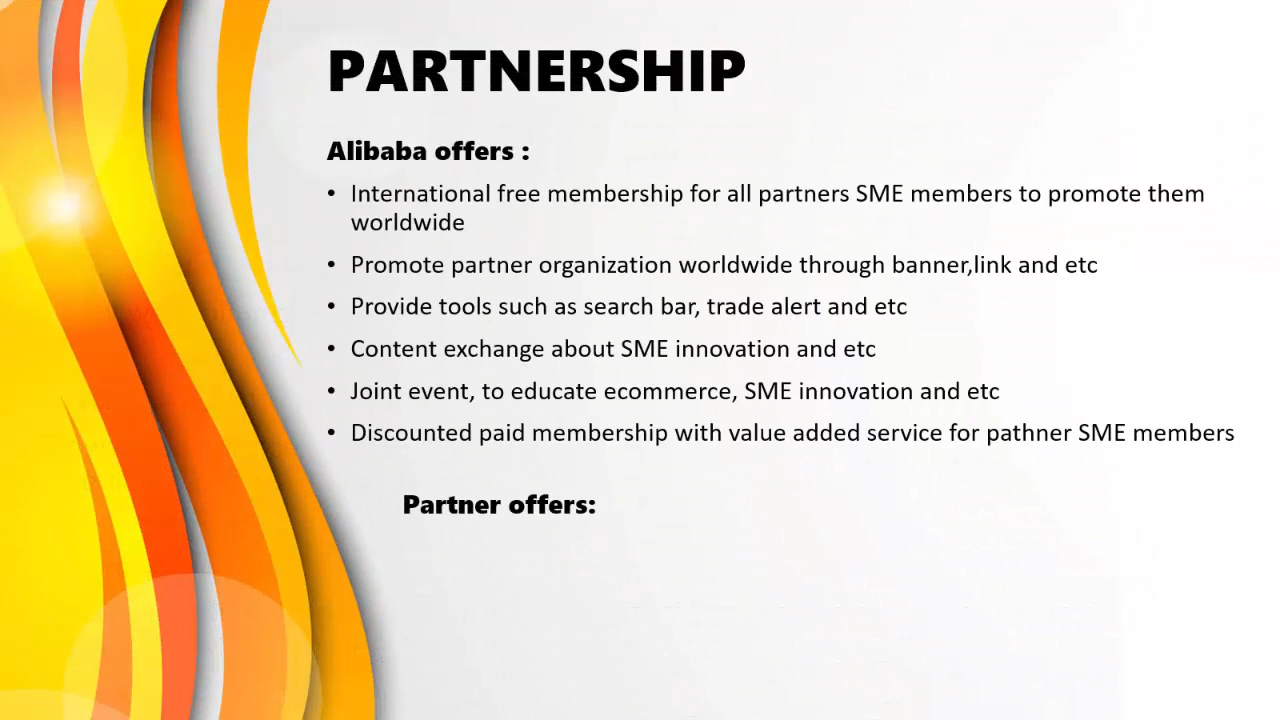 PARTNERSHIP
Alibaba offers :
• International free membership for all partners SME members to promote them
worldwide
• Promote partner organization worldwide through banner,link and etc
• Provide tools such as search bar, trade alert and etc
• Content exchange about SME innovation and etc
• Joint event, to educate ecommerce, SME innovation and etc
• Discounted paid membership with value added service for pathner SME members
Partner offers: